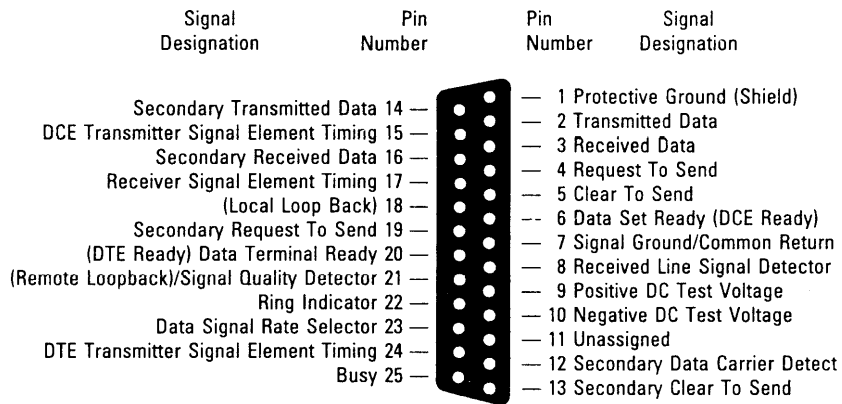 Signal Designation Pin Number Pin Number Signal Designation
Secondary Transmitted Data 14
DCE Transmitter Signal Element Timing 15
Secondary Received Data 16
Receiver Signal Element Timing 17
(Local Loop Back) 18
Secondary Request To Send 19
(DTE Ready) Data Terminal Ready 20
(Remote Loopback)/Signal Quality Detector 21
Ring Indicator 22
Data Signal Rate Selector 23
DTE Transmitter Signal Element Timing 24
Busy 25
1 Protective Ground (Shield)
2 Transmitted Data
3 Received Data
4 Request To Send
5 Clear To Send
6 Data Set Ready (DCE Ready)
7 Signal Ground/Common Return
8 Received Line Signal Detector
9 Positive DC Test Voltage
10 Negative DC Test Voltage
11 Unassigned
12 Secondary Data Carrier Detect
13 Secondary Clear To Send